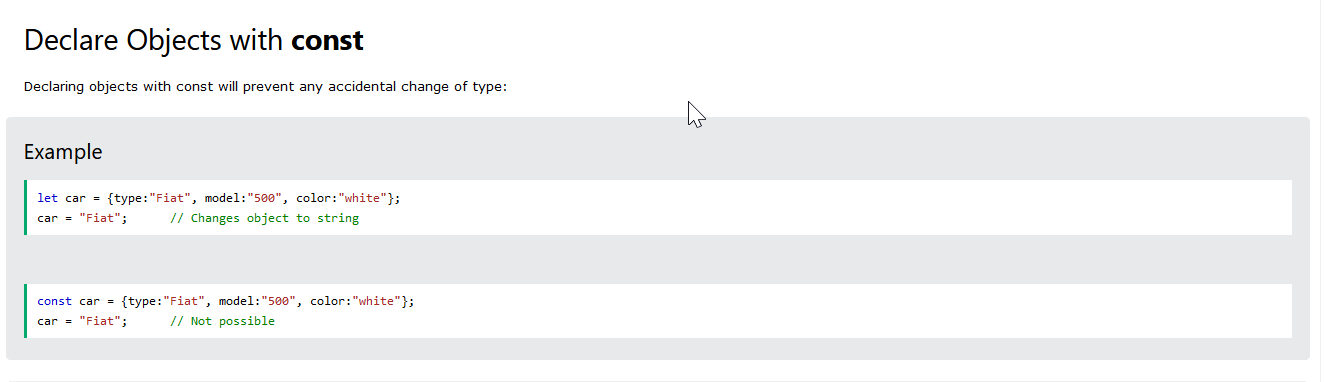 Declare Objects with const
Declaring objects with const will prevent any accidental change of type:
Example
let car = {type:"Fiat", model:"500", color:"white"};
car = "Fiat";      // Changes object to string
const car = {type:"Fiat", model:"500", color:"white"};
car = "Fiat";      // Not possible